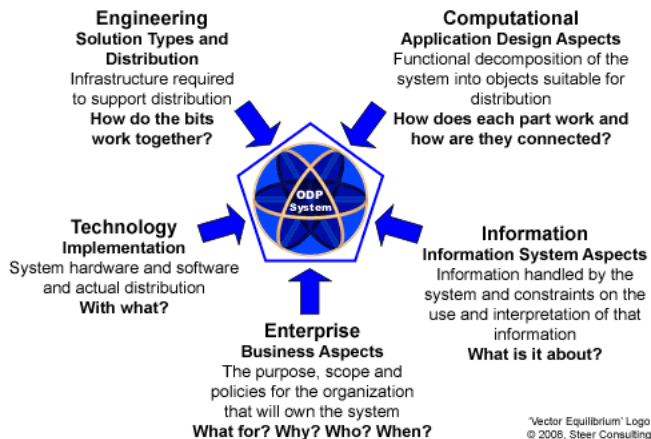 Engineering
Solution Types and
Distribution
Infrastructure required
to support distribution
How do the bits
work together?
Computational
Application Design Aspects
Functional decomposition of the
system into objects suitable for
distribution
How does each part work and
how are they connected?
ODP
System
Technology
Implementation
System hardware and software
and actual distribution
With what?
Information
Information System Aspects
Information handled by the
system and constraints on the
use and interpretation of that
information
What is it about?
Enterprise
Business Aspects
The purpose, scope and
policies for the organization
that will own the system
What for? Why? Who? When?
'Vector Equilibrium' Logo
© 2008, Steer Consulting